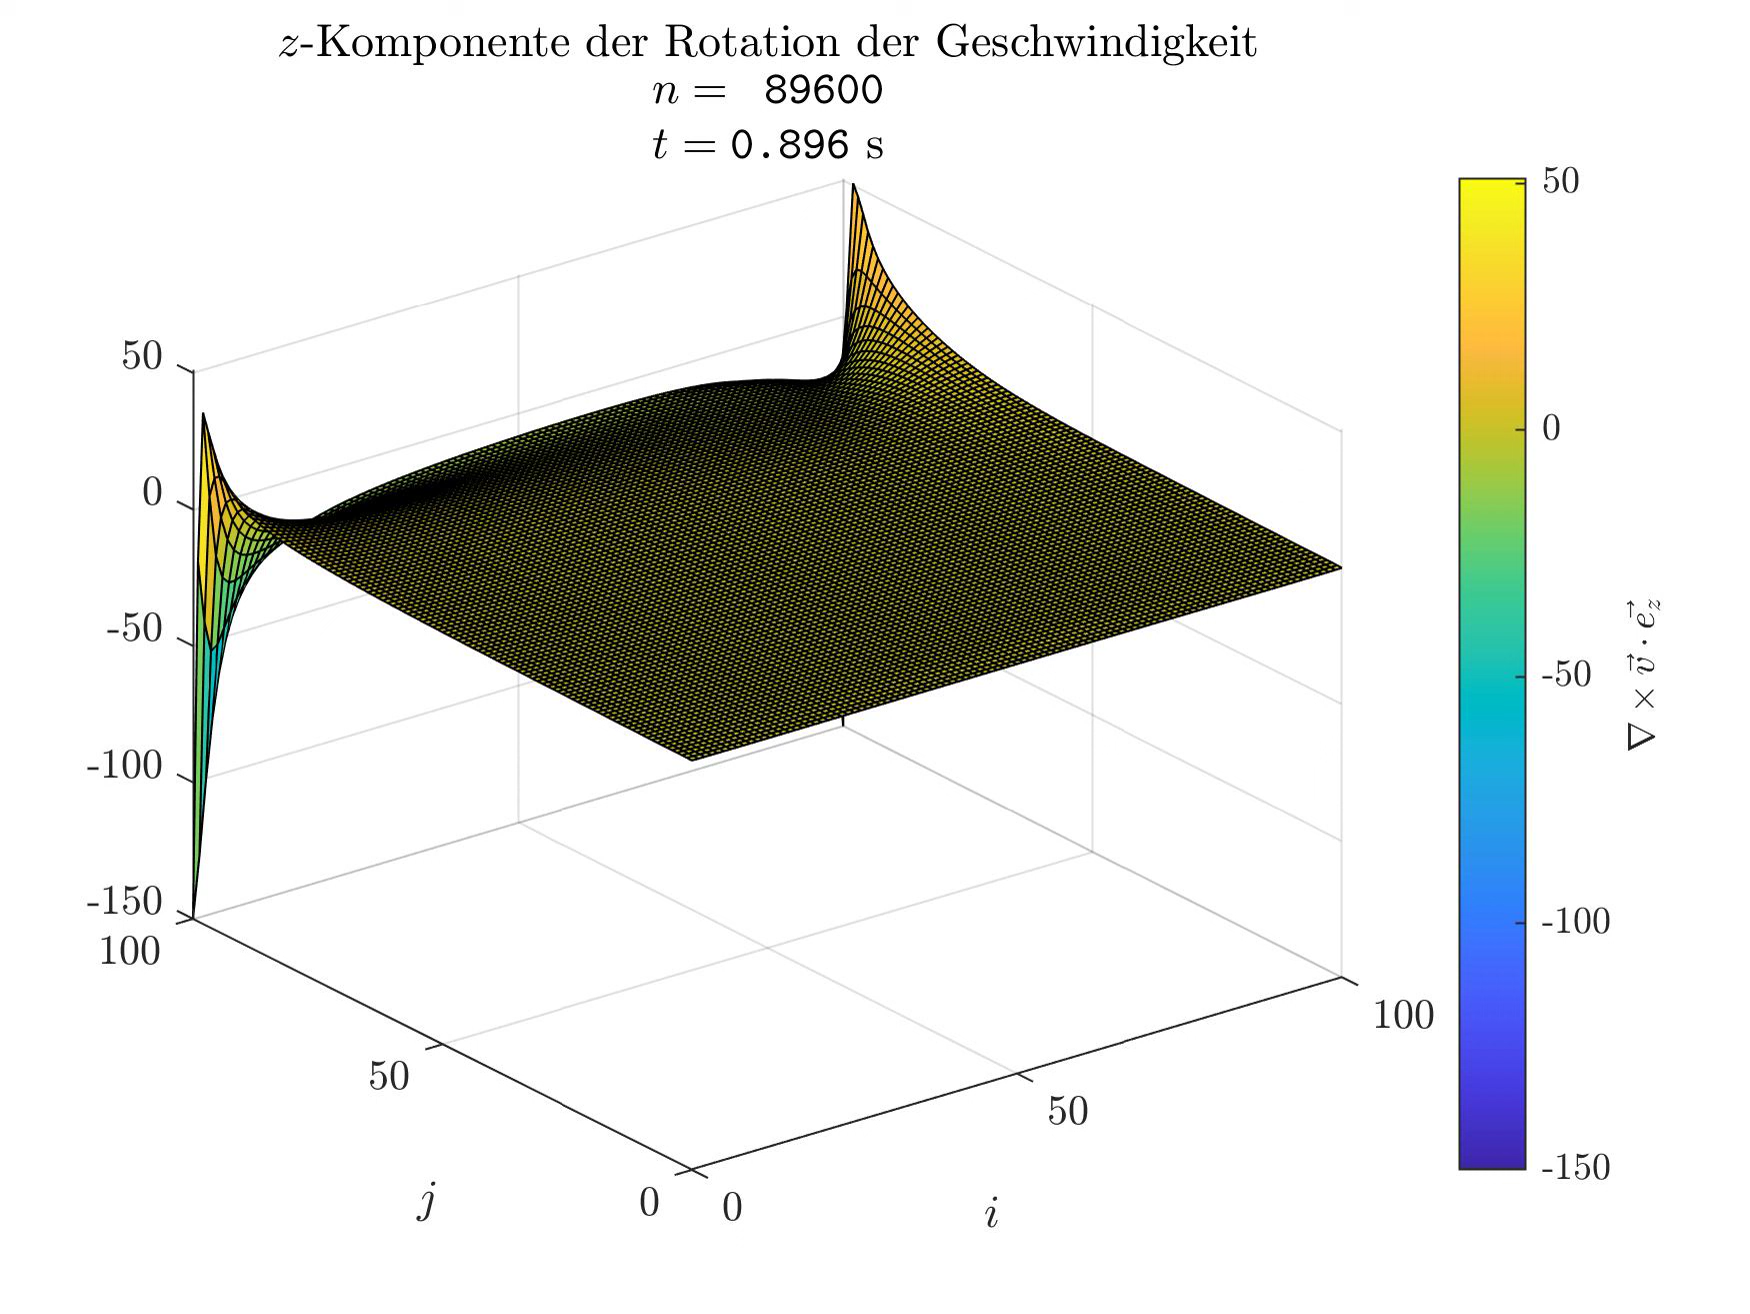 z-Komponente der Rotation der Geschwindigkeit
n = 89600
t = 0.896 s
50
0
-50
-100
-150
100
50
0
j
0
50
100
i
50
0
-50
-100
-150
∇ × v⃗ · e⃗_z